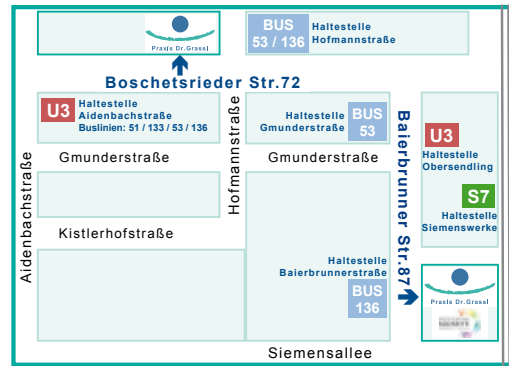 Praxis Dr.Grassl
BUS
53 / 136
Haltestelle
Hofmannstraße
Boschetsrieder Str.72
U3
Haltestelle
Aidenbachstraße
Buslinien: 51 / 133 / 53 / 136
Hofmannstraße
Haltestelle
Gmunderstraße
BUS
53
Baierbrunner Str.87
U3
Haltestelle
Obersendling
Aidenbachstraße
Gmunderstraße
Gmunderstraße
S7
Haltestelle
Siemenswerke
Kistlerhofstraße
Haltestelle
Baierbrunnerstraße
BUS
136
Praxis Dr.Grassl
Siemensallee